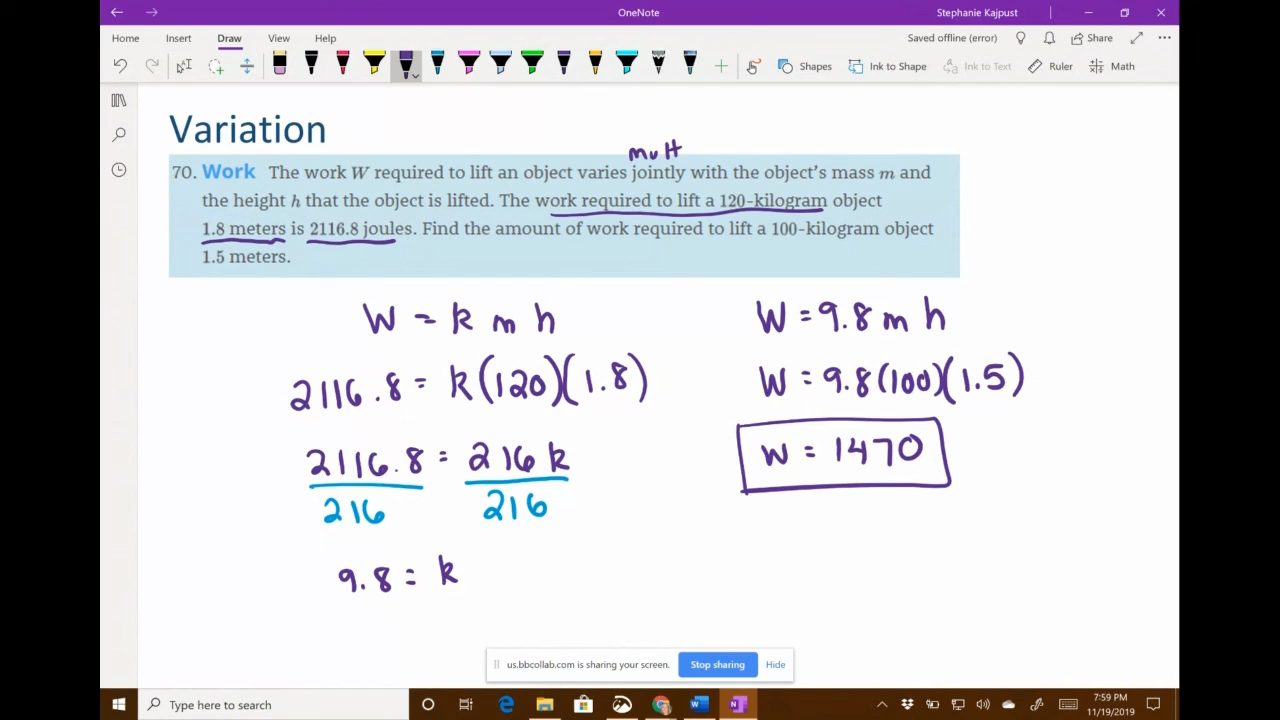 OneNote
Stephanie Kajpust
Home Insert Draw View Help
Saved offline (error) Share
Shapes Ink to Shape Ink to Text Ruler Math
Variation
mult
70. Work The work W required to lift an object varies jointly with the object's mass m and
the height h that the object is lifted. The work required to lift a 120-kilogram object
1.8 meters is 2116.8 joules. Find the amount of work required to lift a 100-kilogram object
1.5 meters.
W = k m h
2116.8 = k(120)(1.8)
2116.8 = 216 k
216 216
9.8 = k
W = 9.8 m h
W = 9.8(100)(1.5)
W = 1470
us.bbcollab.com is sharing your screen. Stop sharing Hide
Type here to search
7:59 PM
11/19/2019